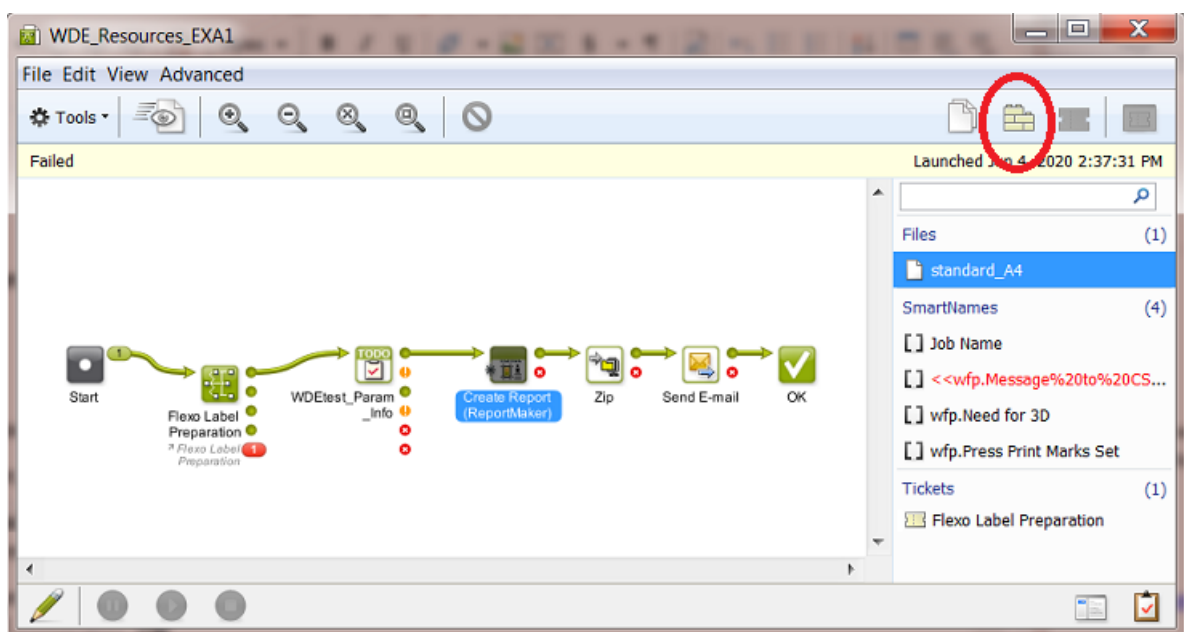 WDE_Resources_EXA1
File Edit View Advanced
Tools
Failed
Launched Jun 4, 2020 2:37:31 PM
Files (1)
standard_A4
SmartNames (4)
[ ] Job Name
[ ] <<wfp.Message%20to%20CS...
[ ] wfp.Need for 3D
[ ] wfp.Press Print Marks Set
Tickets (1)
Flexo Label Preparation
1
TODO
Start
Flexo Label
Preparation
Flexo Label
Preparation
1
WDEtest_Param
_Info
Create Report
(ReportMaker)
Zip
Send E-mail
OK